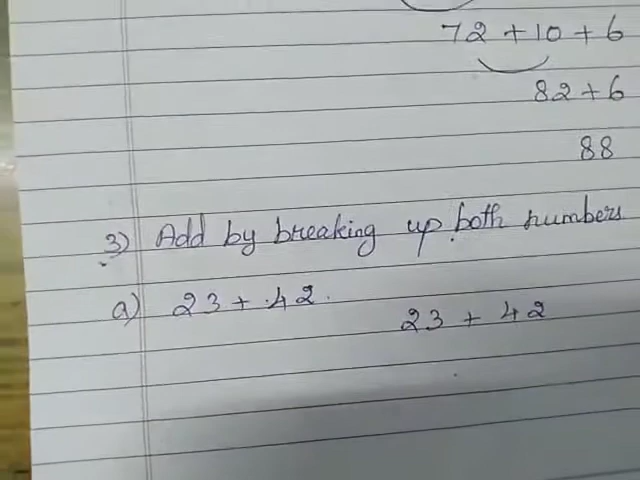 72 + 10 + 6
82 + 6
88
3) Add by breaking up both numbers
a) 23 + 42.
23 + 42